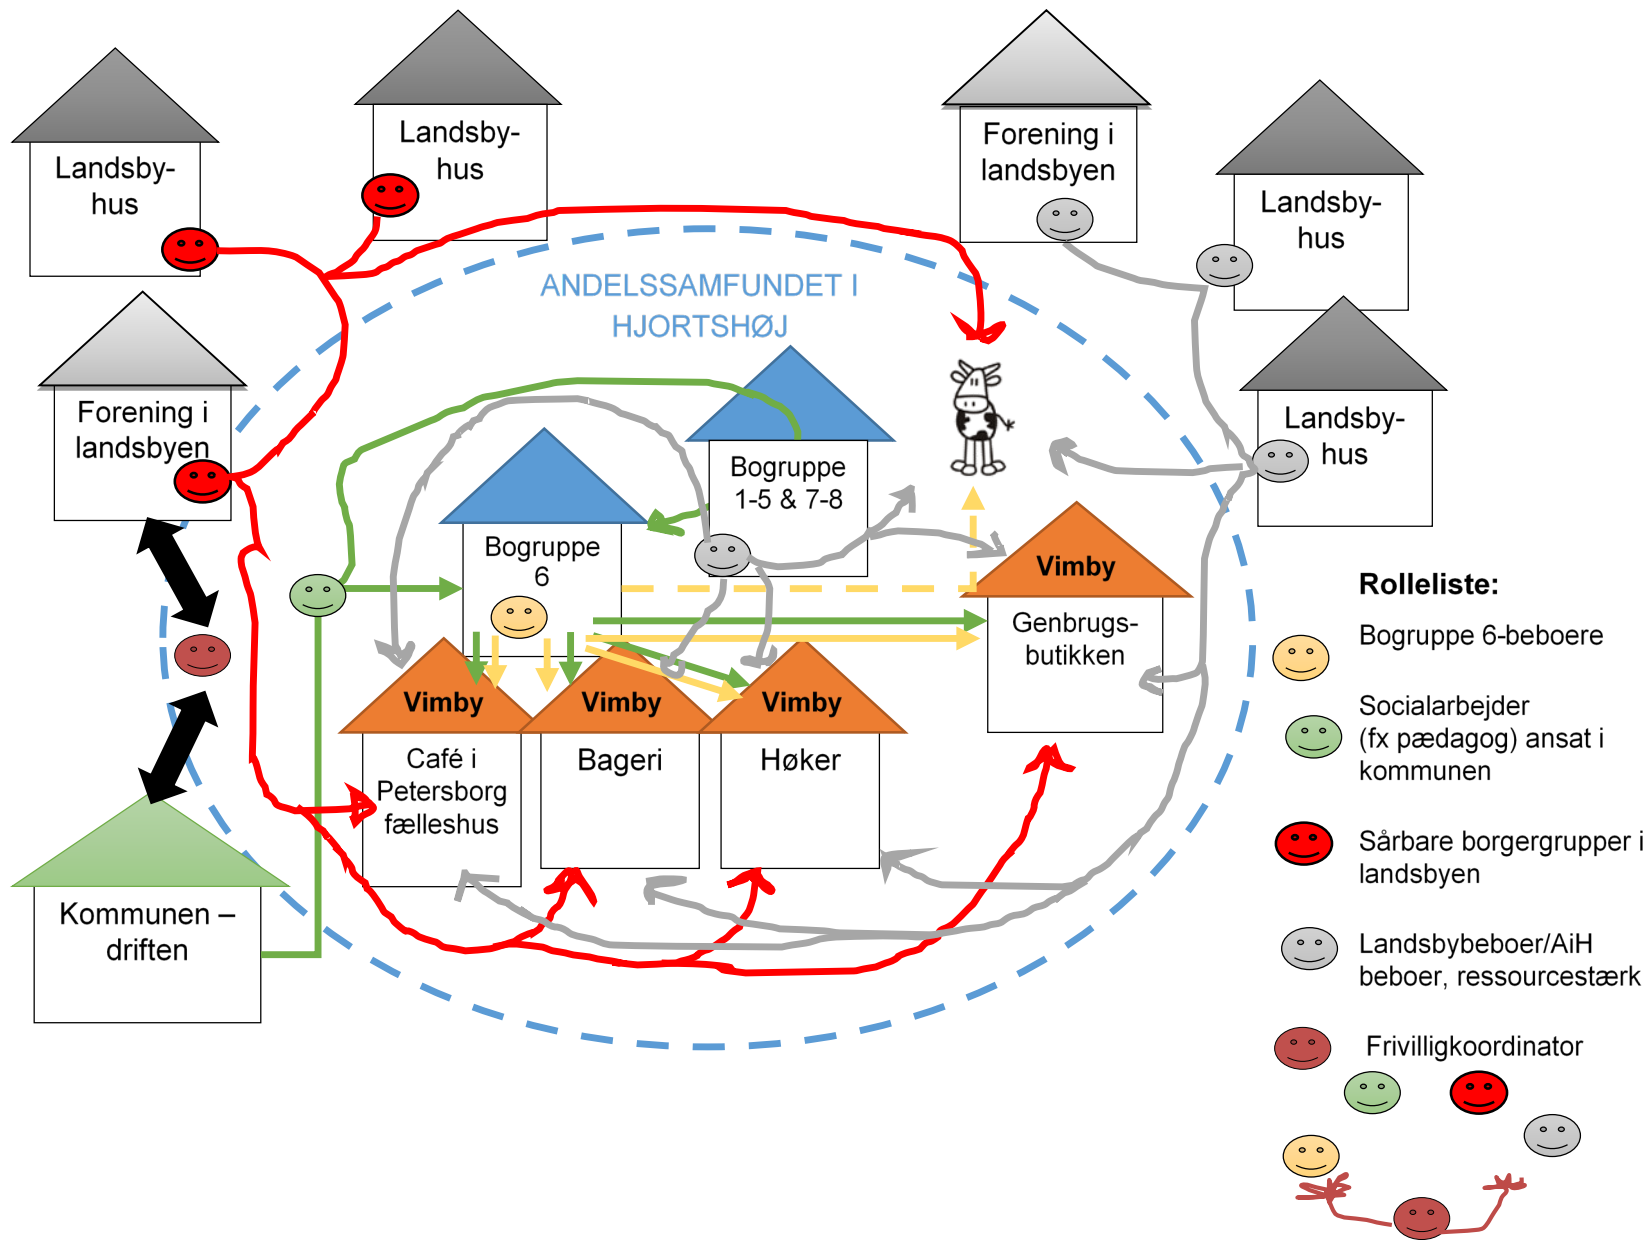 Landsby-
hus
Landsby-
hus
Forening i
landsbyen
Landsby-
hus
Forening i
landsbyen
Landsby-
hus
ANDELSSAMFUNDET I
HJORTSHØJ
Bogruppe
1-5 & 7-8
Bogruppe
6
Vimby
Genbrugs-
butikken
Vimby
Café i
Petersborg
fælleshus
Vimby
Bageri
Vimby
Høker
Kommunen –
driften
Rolleliste:
Bogruppe 6-beboere
Socialarbejder
(fx pædagog) ansat i
kommunen
Sårbare borgergrupper i
landsbyen
Landsbybeboer/AiH
beboer, ressourcestærk
Frivilligkoordinator